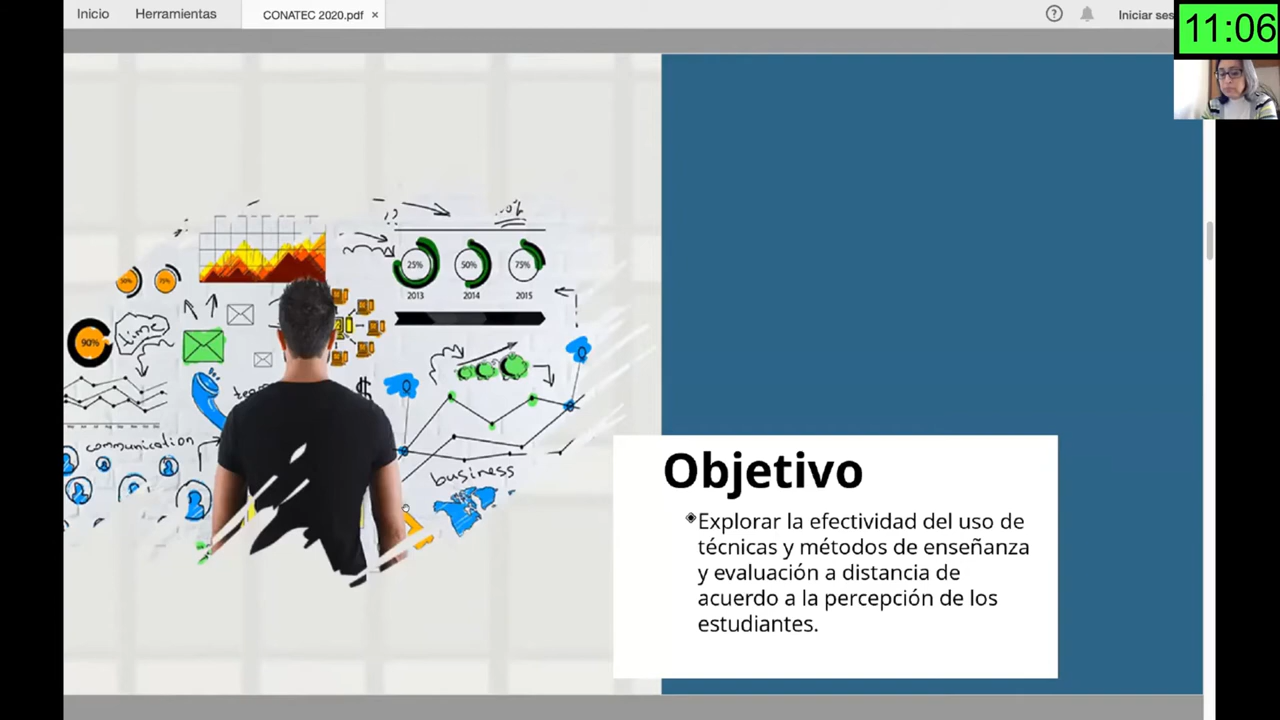 Inicio
Herramientas
CONATEC 2020.pdf
Iniciar ses
11:06
25%
50%
75%
2013
2014
2015
90%
time
communication
business
Objetivo
Explorar la efectividad del uso de
técnicas y métodos de enseñanza
y evaluación a distancia de
acuerdo a la percepción de los
estudiantes.